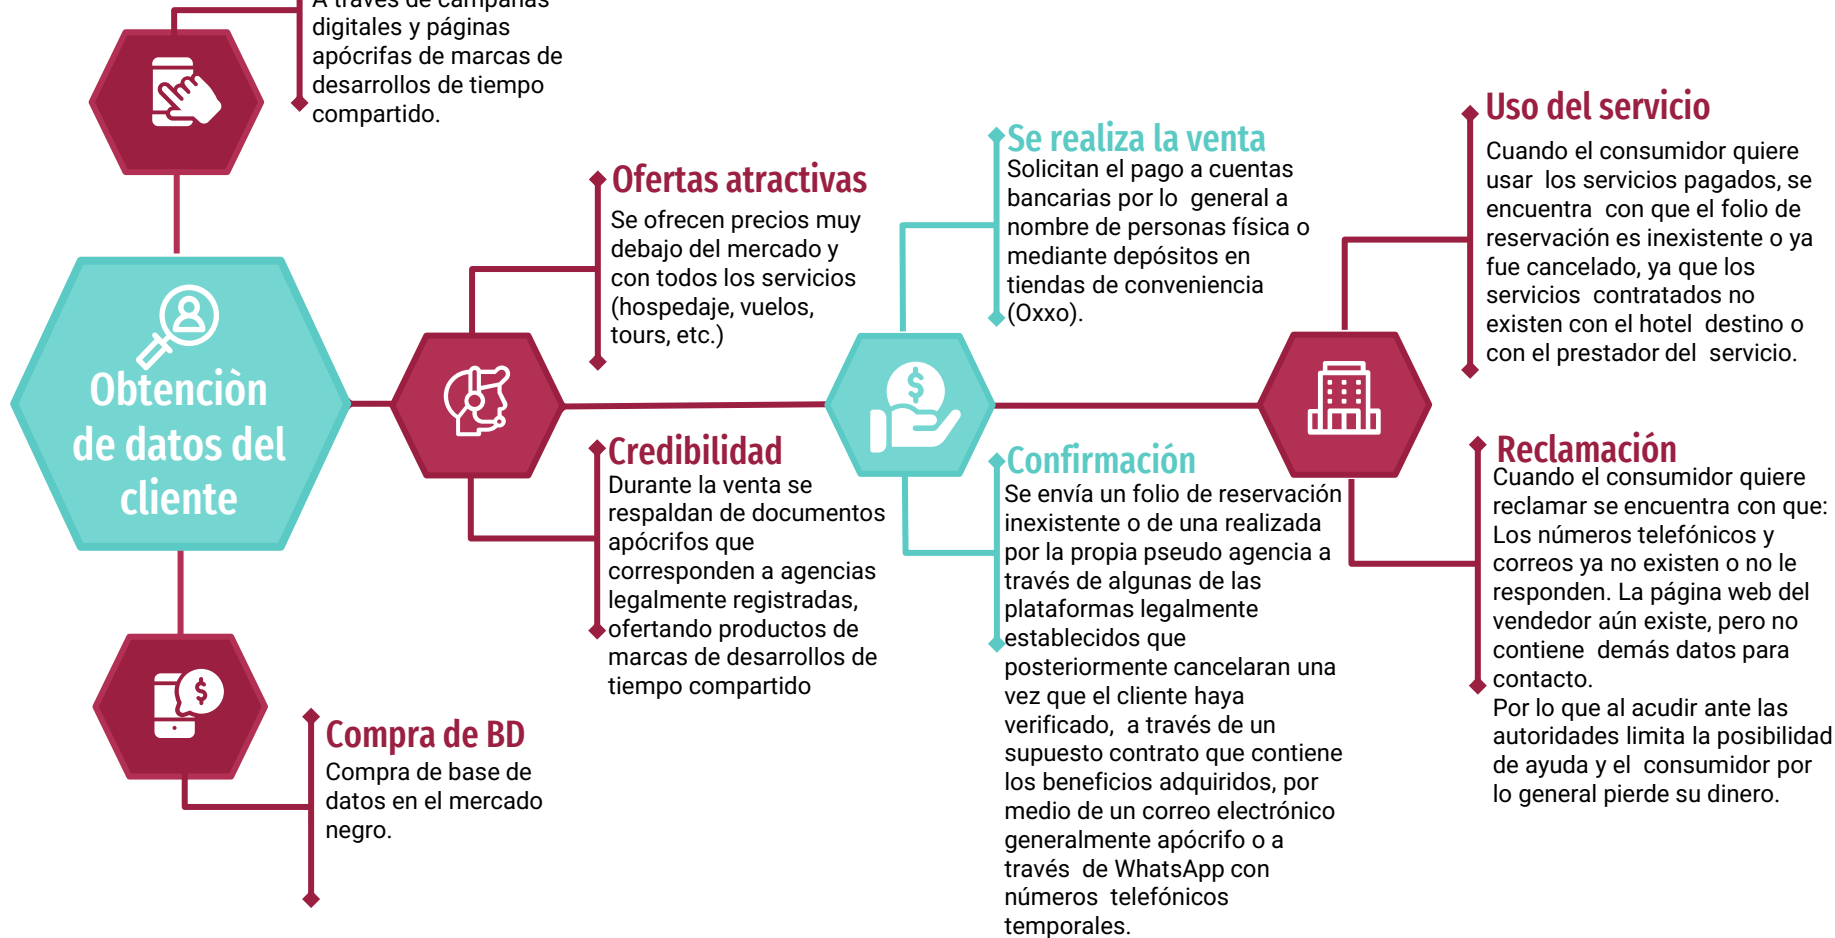 A través de campañas
digitales y páginas
apócrifas de marcas de
desarrollos de tiempo
compartido.
Obtenciòn
de datos del
cliente
Compra de BD
Compra de base de
datos en el mercado
negro.
Ofertas atractivas
Se ofrecen precios muy
debajo del mercado y
con todos los servicios
(hospedaje, vuelos,
tours, etc.)
Credibilidad
Durante la venta se
respaldan de documentos
apócrifos que
corresponden a agencias
legalmente registradas,
ofertando productos de
marcas de desarrollos de
tiempo compartido
Se realiza la venta
Solicitan el pago a cuentas
bancarias por lo  general a
nombre de personas física o
mediante depósitos en
tiendas de conveniencia
(Oxxo).
Confirmación
Se envía un folio de reservación
inexistente o de una realizada
por la propia pseudo agencia a
través de algunas de las
plataformas legalmente
establecidos que
posteriormente cancelaran una
vez que el cliente haya
verificado,  a través de un
supuesto contrato que contiene
los beneficios adquiridos, por
medio de un correo electrónico
generalmente apócrifo o a
través  de WhatsApp con
números  telefónicos
temporales.
Uso del servicio
Cuando el consumidor quiere
usar  los servicios pagados, se
encuentra  con que el folio de
reservación es inexistente o ya
fue cancelado, ya que los
servicios  contratados no
existen con el hotel  destino o
con el prestador del  servicio.
Reclamación
Cuando el consumidor quiere
reclamar se encuentra con que:
Los números telefónicos y
correos ya no existen o no le
responden. La página web del
vendedor aún existe, pero no
contiene  demás datos para
contacto.
Por lo que al acudir ante las
autoridades limita la posibilidad
de ayuda y el  consumidor por
lo general pierde su dinero.